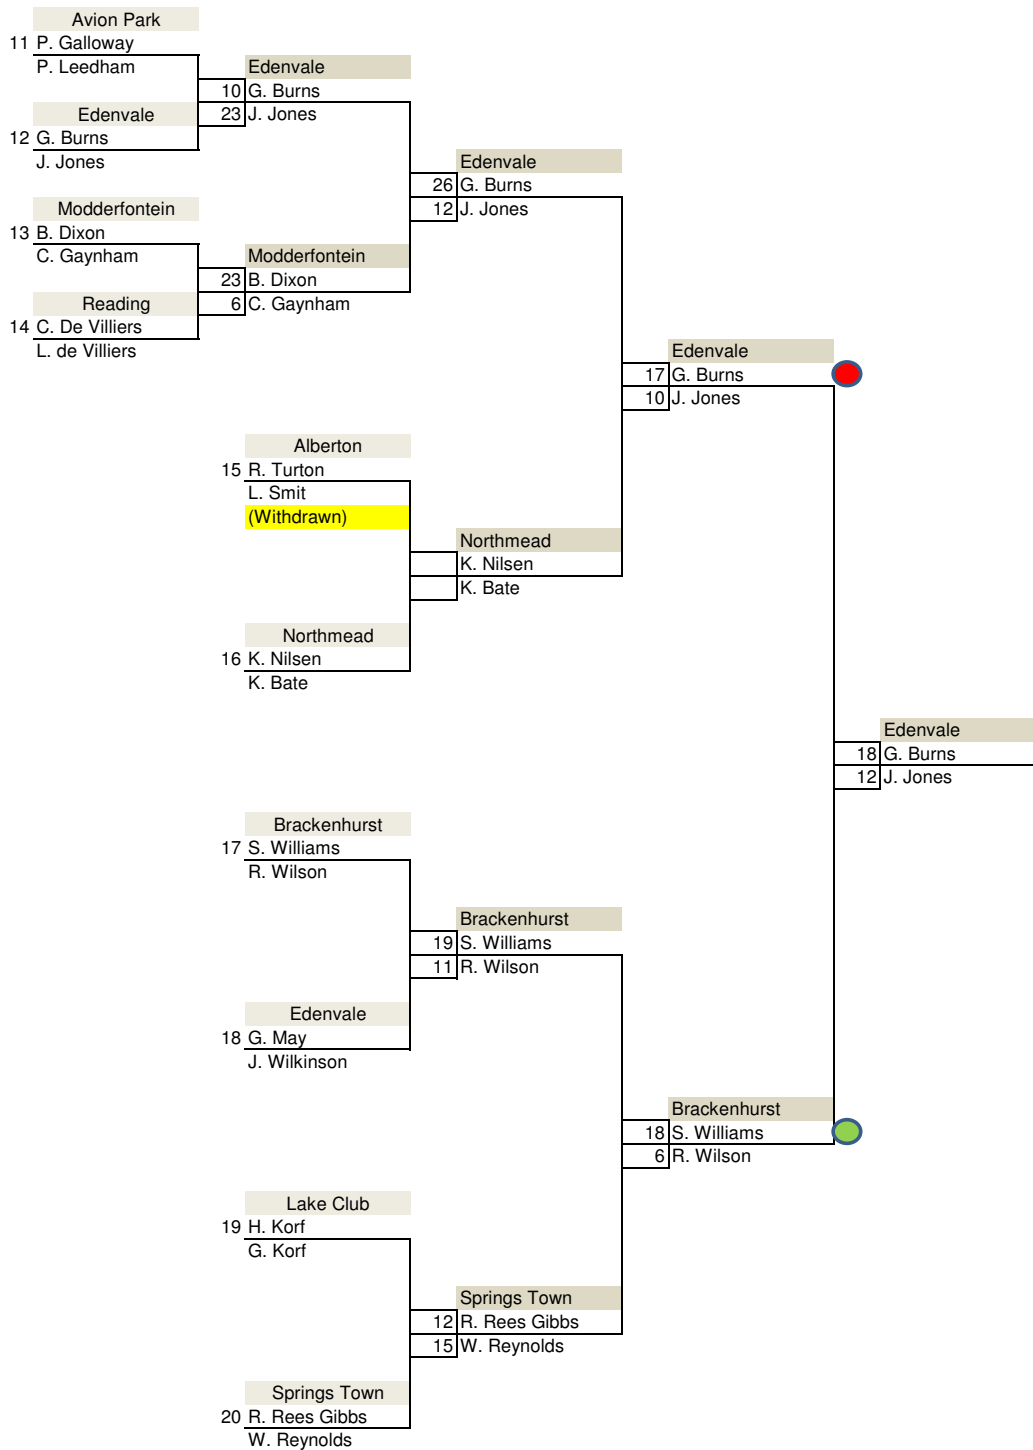 Avion Park
11 P. Galloway
P. Leedham
Edenvale
10 G. Burns
23 J. Jones
Edenvale
12 G. Burns
J. Jones
Edenvale
26 G. Burns
12 J. Jones
Modderfontein
13 B. Dixon
C. Gaynham
Modderfontein
23 B. Dixon
6 C. Gaynham
Reading
14 C. De Villiers
L. de Villiers
Edenvale
17 G. Burns
10 J. Jones
Alberton
15 R. Turton
L. Smit
(Withdrawn)
Northmead
K. Nilsen
K. Bate
Northmead
16 K. Nilsen
K. Bate
Edenvale
18 G. Burns
12 J. Jones
Brackenhurst
17 S. Williams
R. Wilson
Brackenhurst
19 S. Williams
11 R. Wilson
Edenvale
18 G. May
J. Wilkinson
Brackenhurst
18 S. Williams
6 R. Wilson
Lake Club
19 H. Korf
G. Korf
Springs Town
12 R. Rees Gibbs
15 W. Reynolds
Springs Town
20 R. Rees Gibbs
W. Reynolds